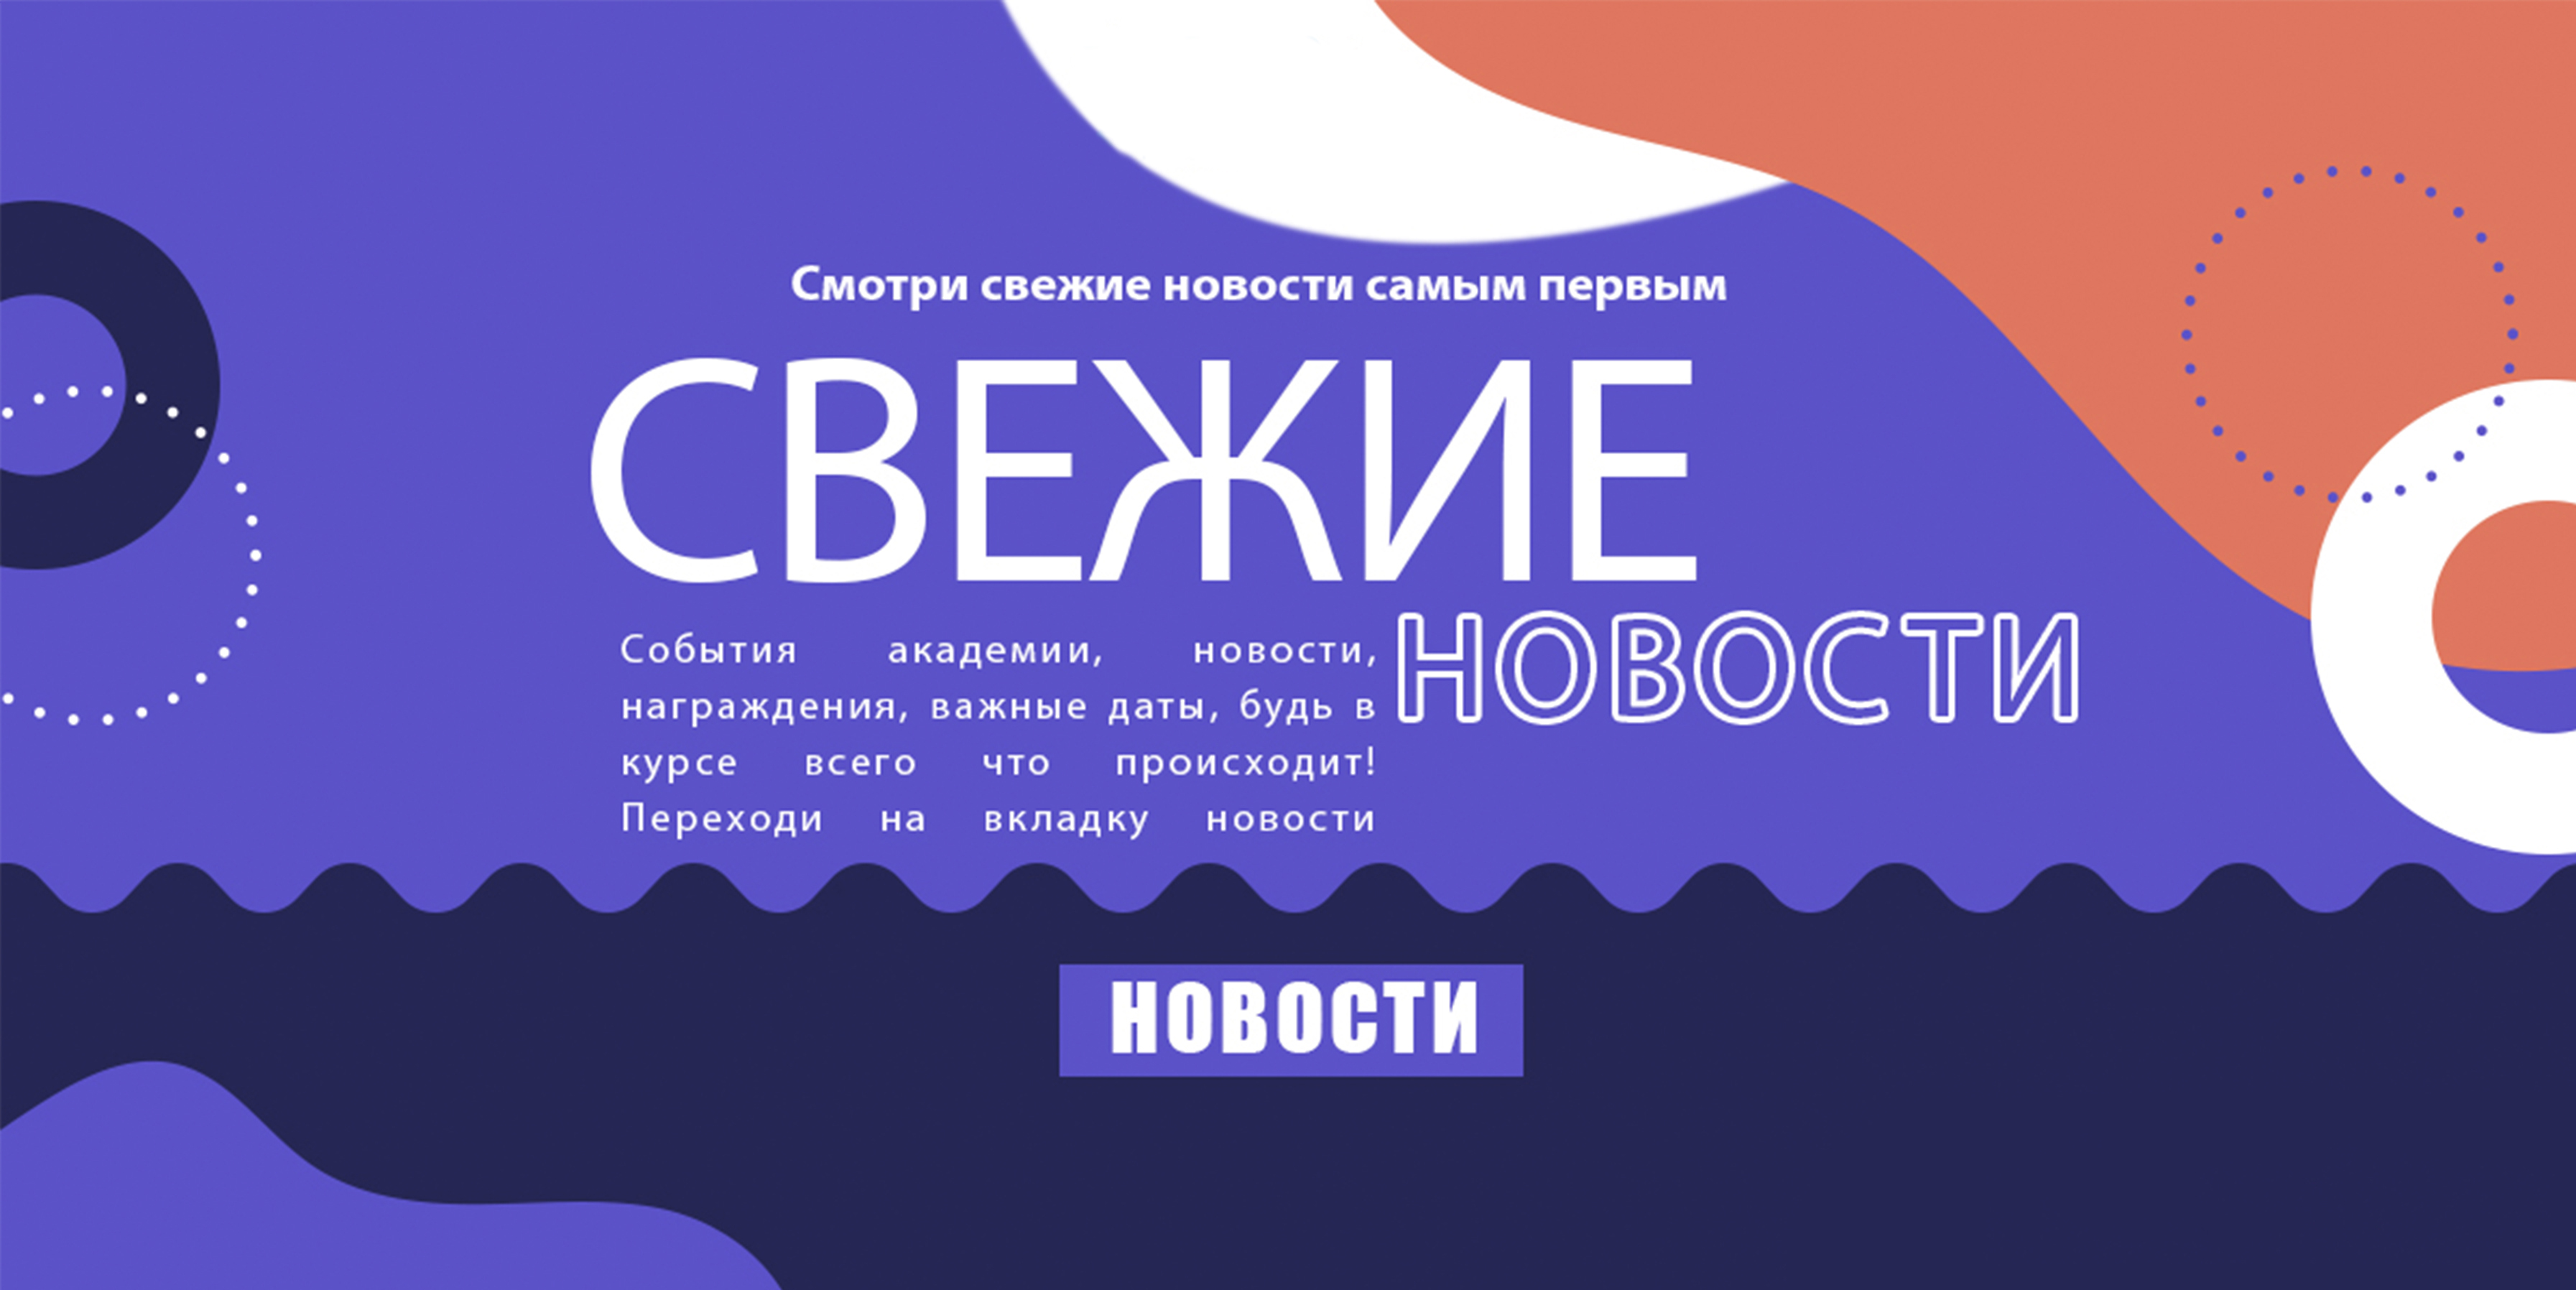 Смотри свежие новости самым первым
СВЕЖИЕ
НОВОСТИ
События академии, новости,
награждения, важные даты, будь в
курсе всего что происходит!
Переходи на вкладку новости
НОВОСТИ